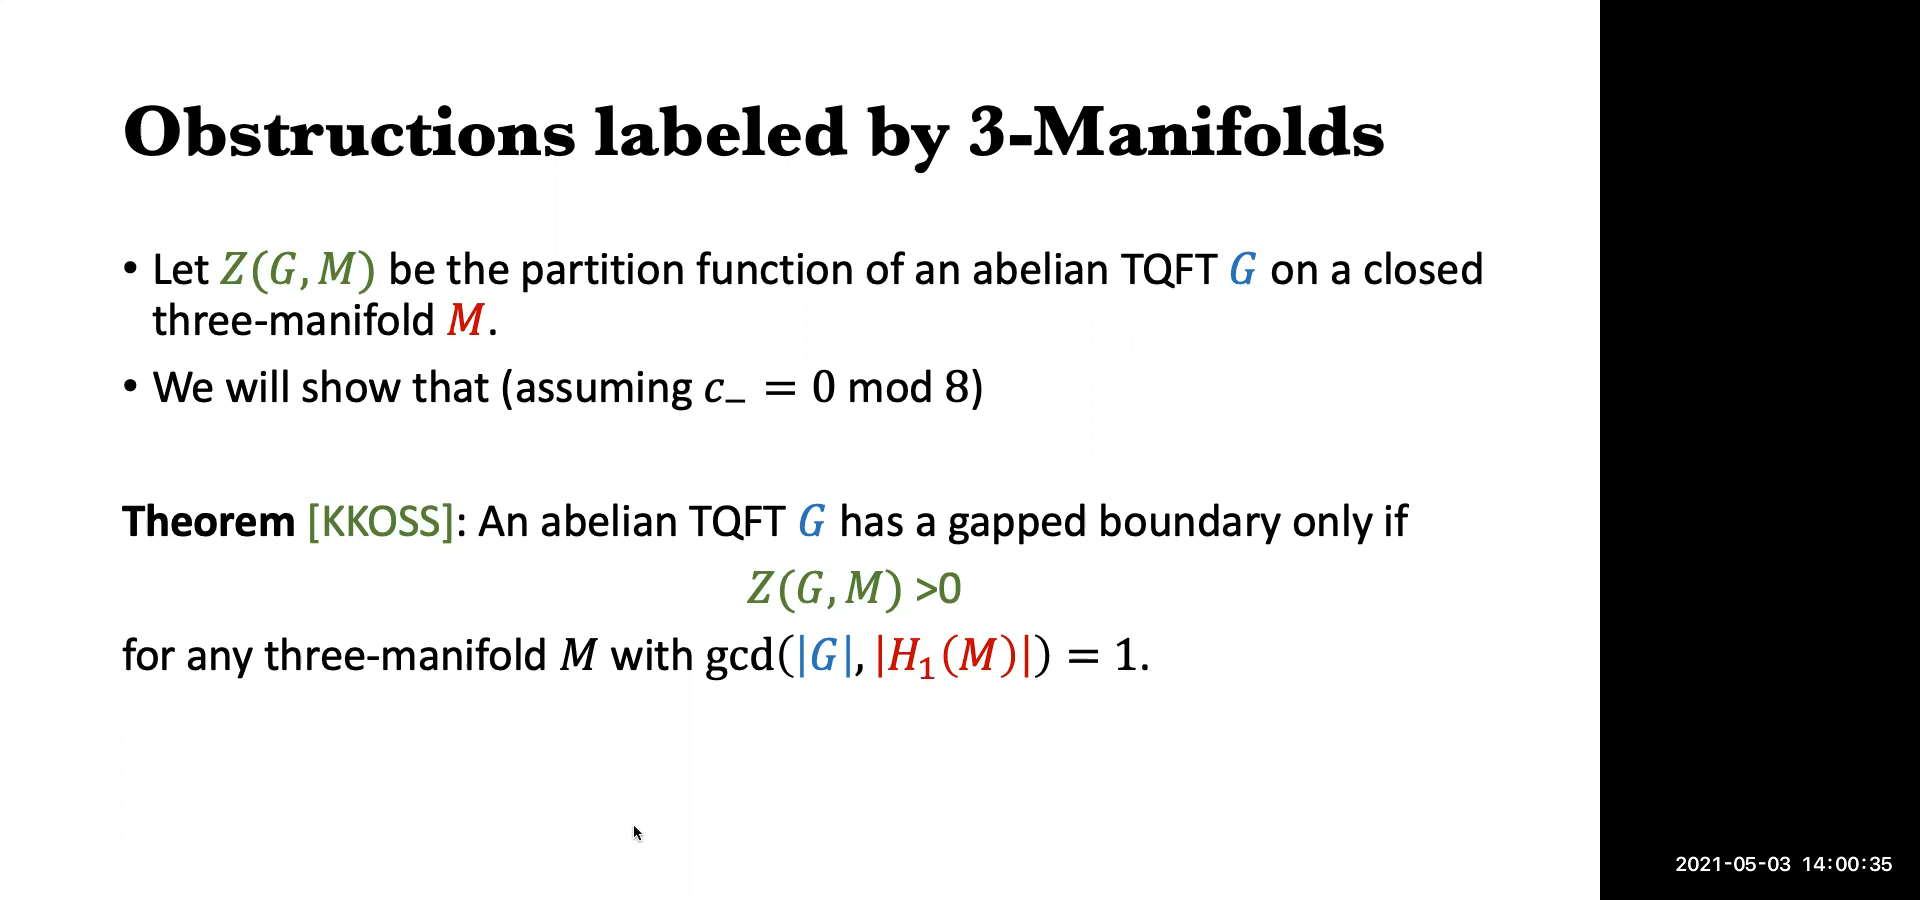 Obstructions labeled by 3-Manifolds
• Let Z(G, M) be the partition function of an abelian TQFT G on a closed
three-manifold M.
• We will show that (assuming c₋ = 0 mod 8)
Theorem [KKOSS]: An abelian TQFT G has a gapped boundary only if
Z(G, M) >0
for any three-manifold M with gcd(|G|, |H₁(M)|) = 1.
2021-05-03 14:00:35